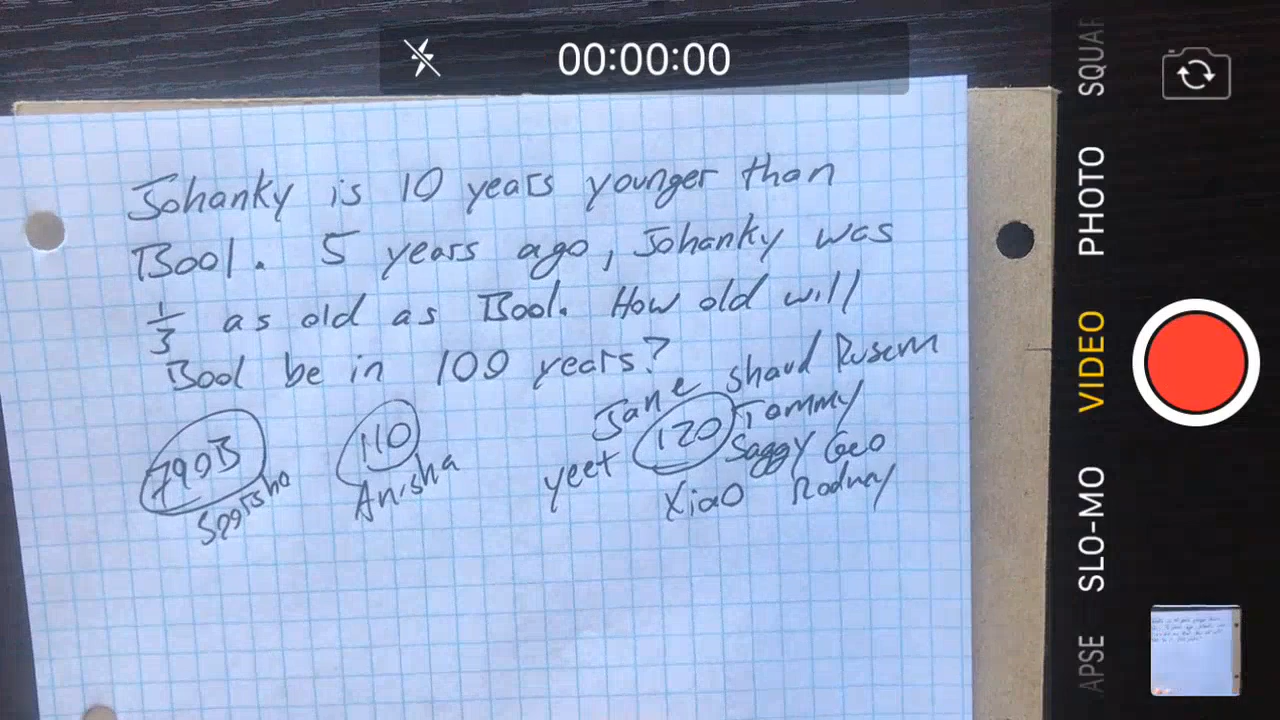 00:00:00
Johanky is 10 years younger than
Bool. 5 years ago, Johanky was
1/3 as old as Bool. How old will
Bool be in 100 years?
Jane Shaud Rusem
790B 110 120 Tommy
Anisha yeet Saggy Geo
Xiao Rodney
SQUAR
PHOTO
VIDEO
SLO-MO
APSE